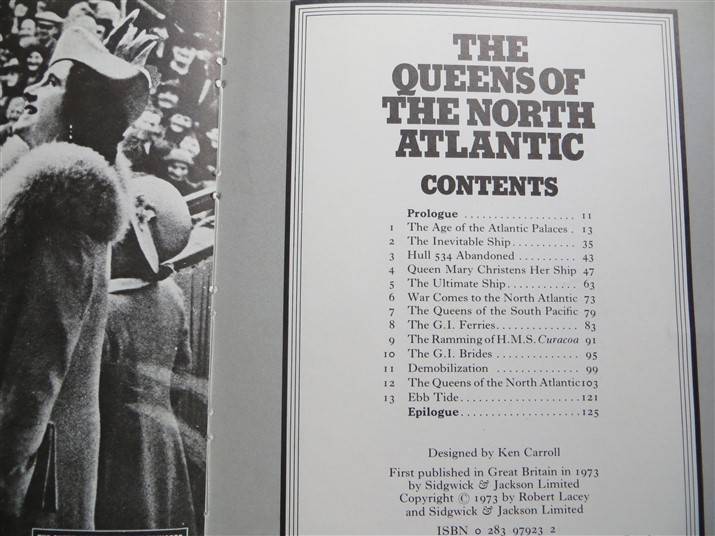 THE
QUEENS OF
THE NORTH
ATLANTIC
CONTENTS
Prologue ................... 11
1 The Age of the Atlantic Palaces . 13
2 The Inevitable Ship........... 35
3 Hull 534 Abandoned .......... 43
4 Queen Mary Christens Her Ship 47
5 The Ultimate Ship............ 63
6 War Comes to the North Atlantic 73
7 The Queens of the South Pacific 79
8 The G.I. Ferries.............. 83
9 The Ramming of H.M.S. Curacoa 91
10 The G.I. Brides .............. 95
11 Demobilization .............. 99
12 The Queens of the North Atlantic 103
13 Ebb Tide..................... 121
Epilogue.................... 125
Designed by Ken Carroll
First published in Great Britain in 1973
by Sidgwick & Jackson Limited
Copyright © 1973 by Robert Lacey
and Sidgwick & Jackson Limited
ISBN 0 283 97923 2